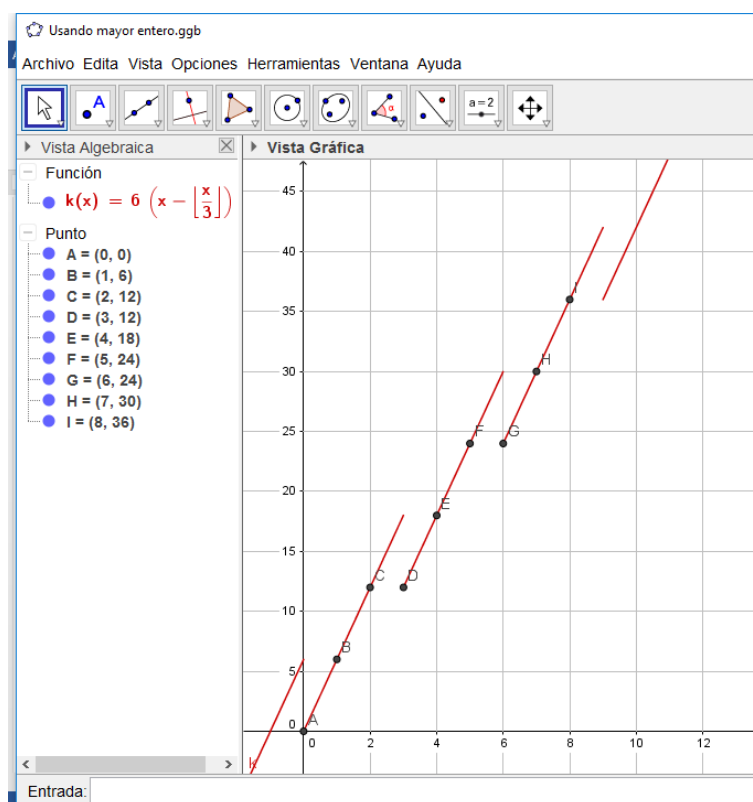 Usando mayor entero.ggb
Archivo Edita Vista Opciones Herramientas Ventana Ayuda
A
α
a=2
Vista Algebraica
Vista Gráfica
Función
k(x) = 6 (x − ⌊x/3⌋)
Punto
A = (0, 0)
B = (1, 6)
C = (2, 12)
D = (3, 12)
E = (4, 18)
F = (5, 24)
G = (6, 24)
H = (7, 30)
I = (8, 36)
45
40
35
30
25
20
15
10
5
0
0 2 4 6 8 10 12
A
B
C
D
E
F
G
H
I
k
Entrada: